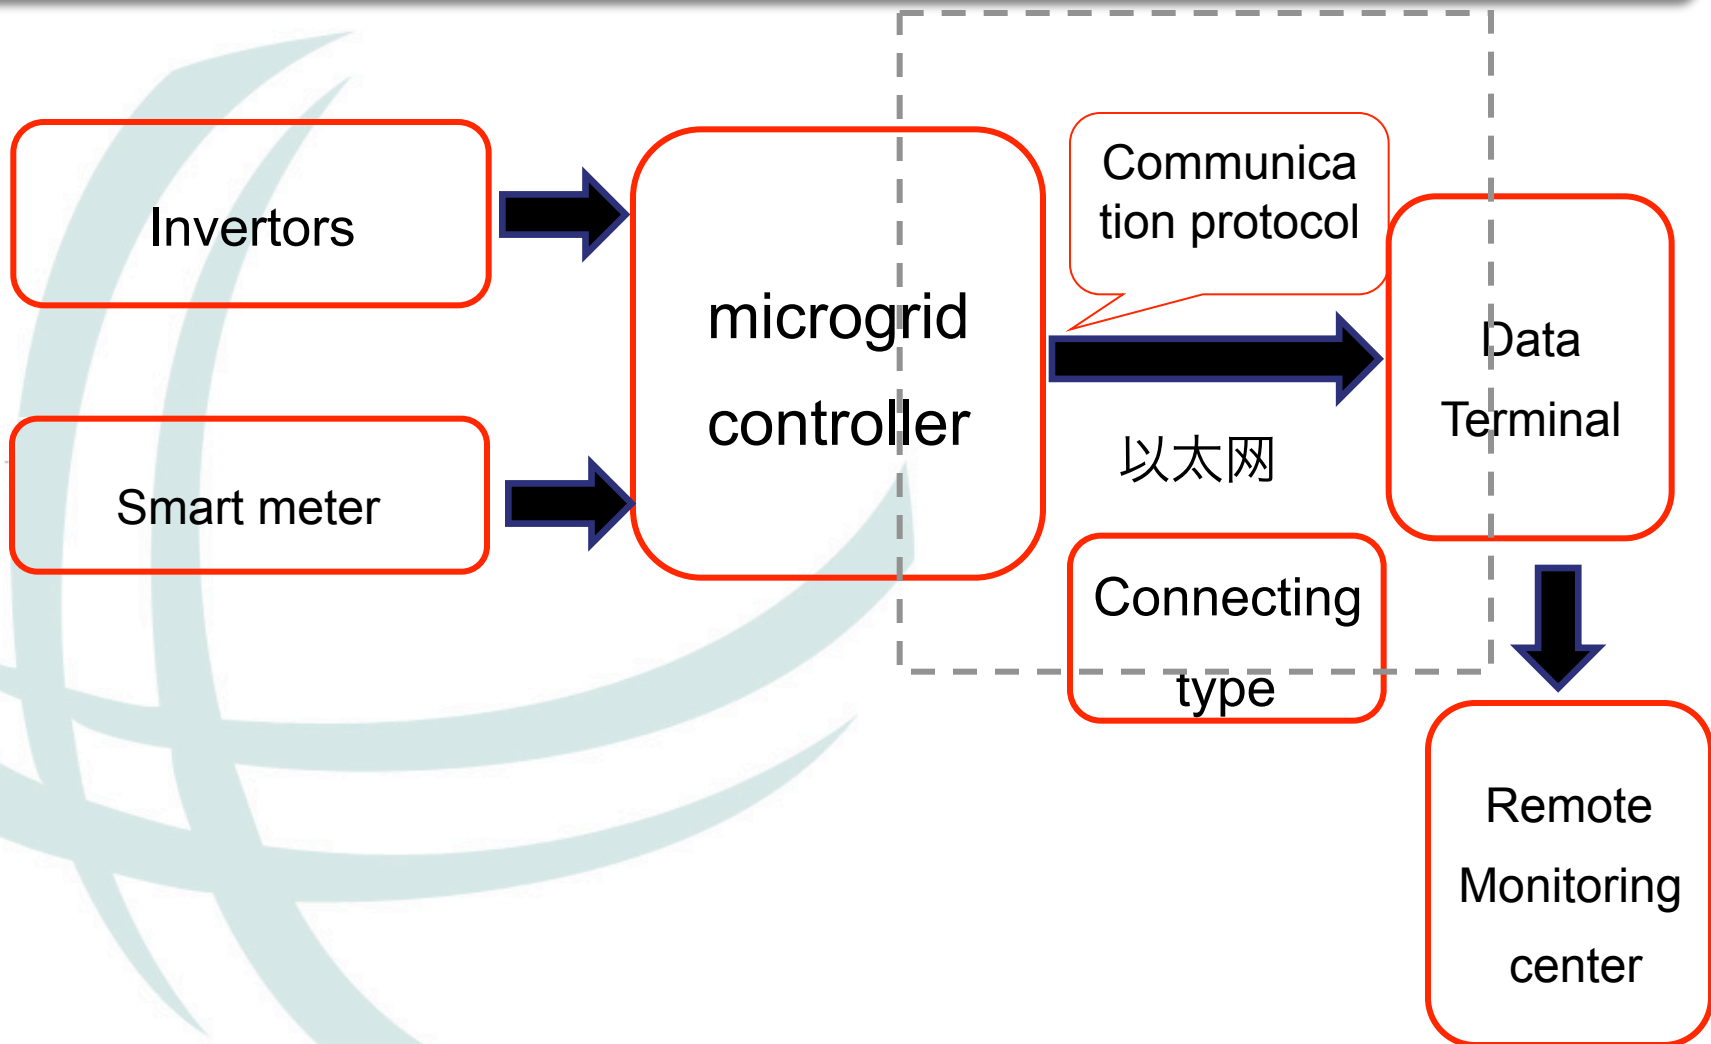 Invertors
Smart meter
microgrid
controller
Communica
tion protocol
以太网
Connecting
type
Data
Terminal
Remote
Monitoring
center